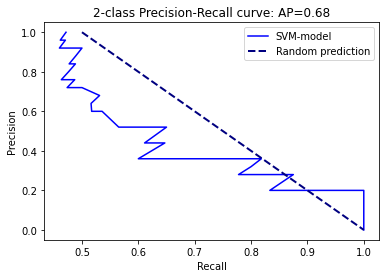 2-class Precision-Recall curve: AP=0.68
SVM-model
Random prediction
Precision
1.0
0.8
0.6
0.4
0.2
0.0
0.5
0.6
0.7
0.8
0.9
1.0
Recall